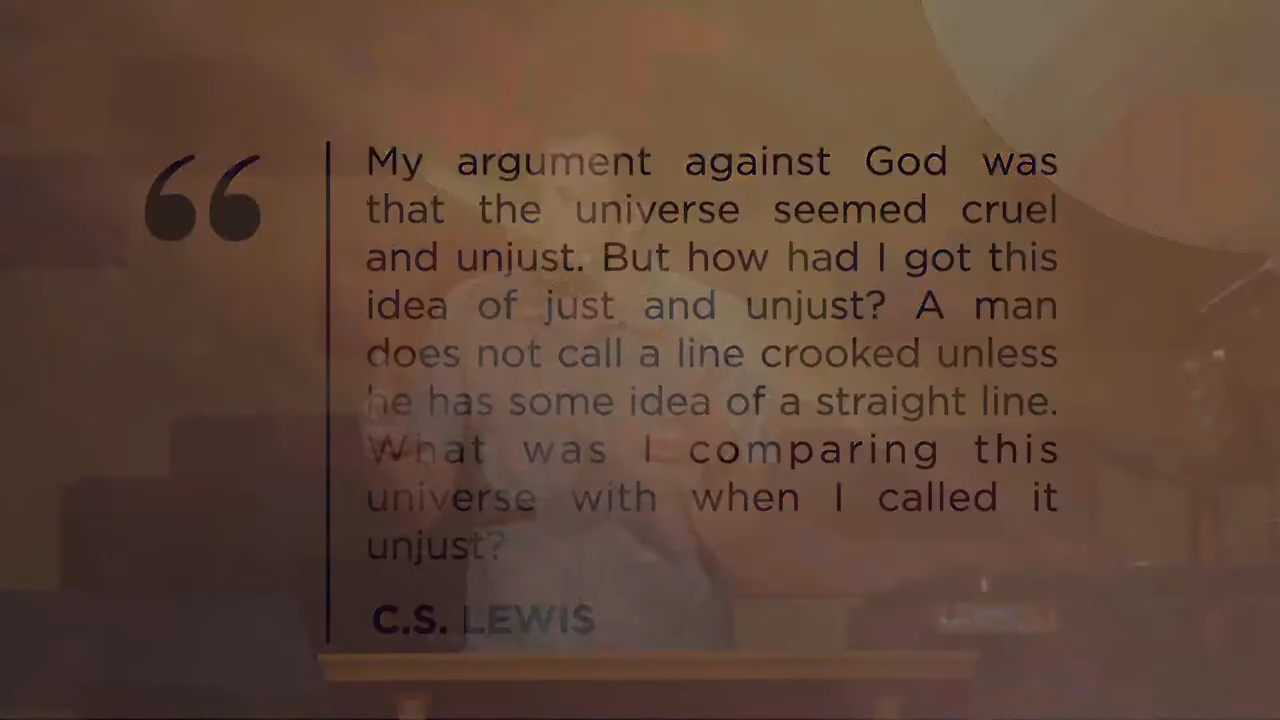 “
My argument against God was
that the universe seemed cruel
and unjust. But how had I got this
idea of just and unjust? A man
does not call a line crooked unless
he has some idea of a straight line.
What was I comparing this
universe with when I called it
unjust?
C.S. LEWIS